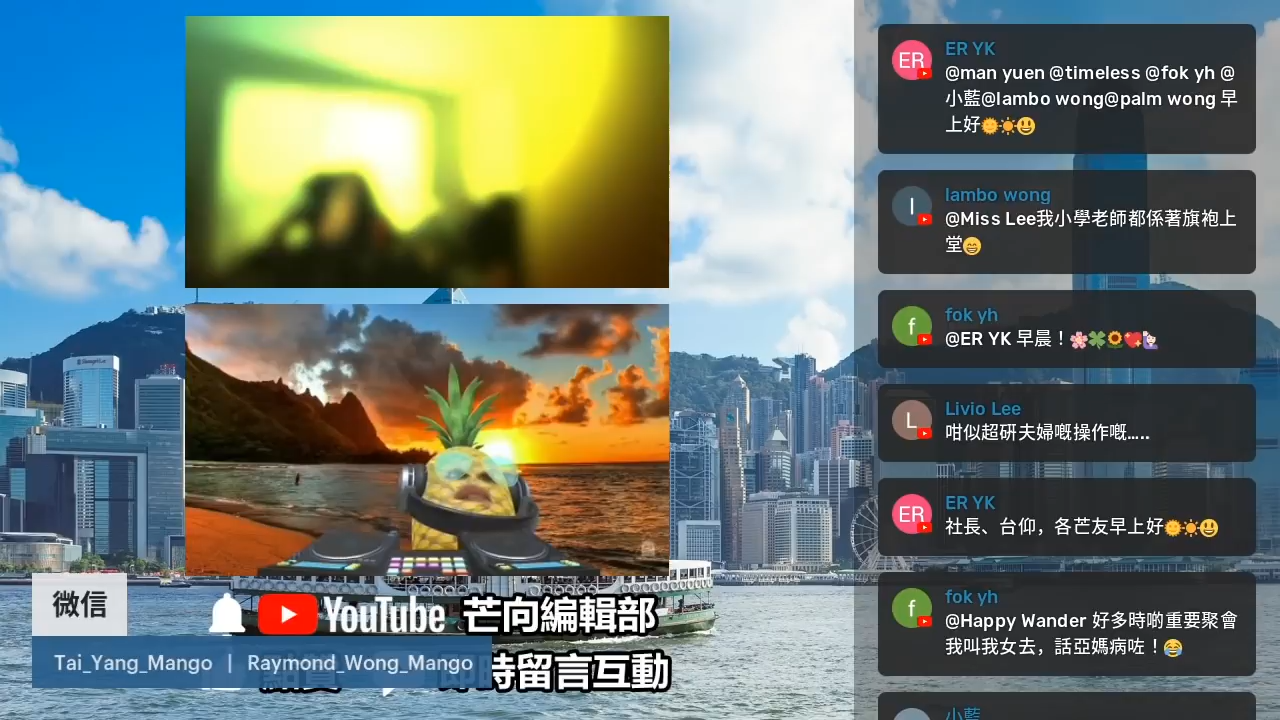 ER YK
@man yuen @timeless @fok yh @
小藍@lambo wong@palm wong 早
上好🌞☀️😃
lambo wong
@Miss Lee我小學老師都係著旗袍上
堂😁
fok yh
@ER YK 早晨！🌸🍀🌻❤️🙋🏻‍♀️
Livio Lee
咁似超硏夫婦嘅操作嘅.....
ER YK
社長、台仰，各芒友早上好🌞☀️😃
fok yh
@Happy Wander 好多時啲重要聚會
我叫我女去，話亞媽病咗！😂
小藍
微信
Tai_Yang_Mango | Raymond_Wong_Mango
YouTube 芒向編輯部
即時留言互動